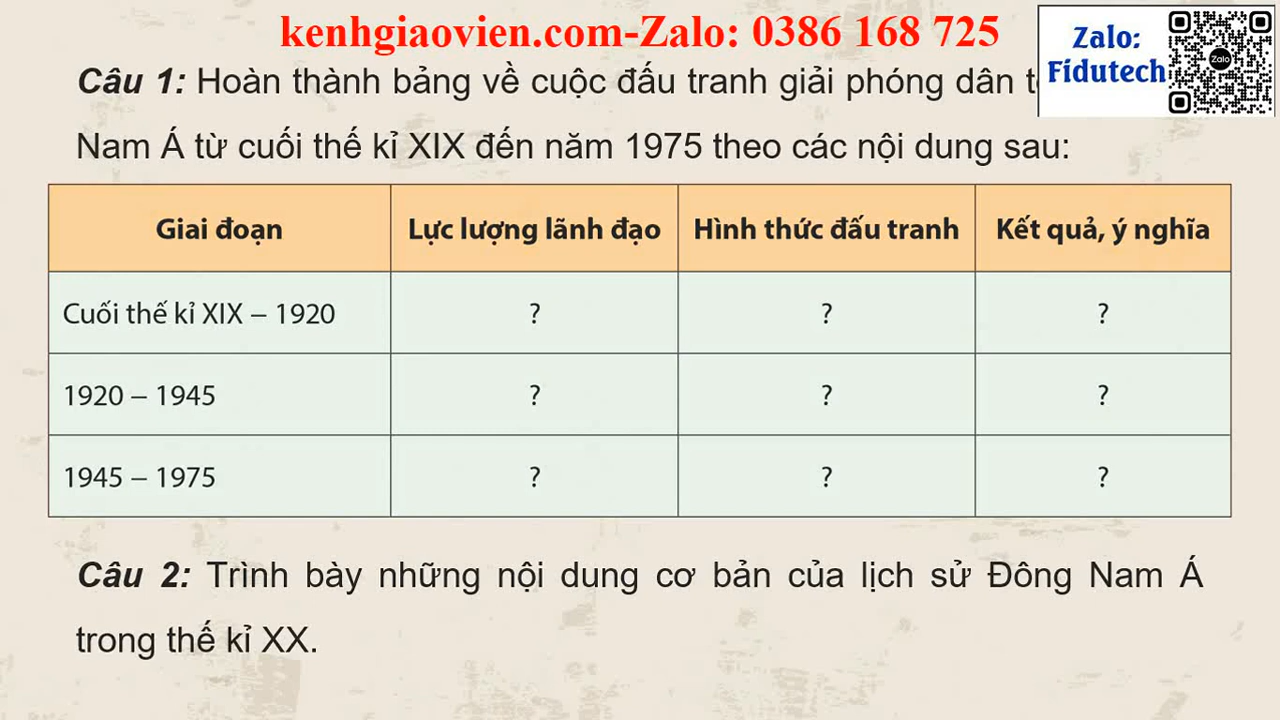 kenhgiaovien.com-Zalo: 0386 168 725
Zalo:
Fidutech
Zalo
Câu 1: Hoàn thành bảng về cuộc đấu tranh giải phóng dân
Nam Á từ cuối thế kỉ XIX đến năm 1975 theo các nội dung sau:
Giai đoạn Lực lượng lãnh đạo Hình thức đấu tranh Kết quả, ý nghĩa
Cuối thế kỉ XIX – 1920 ? ? ?
1920 – 1945 ? ? ?
1945 – 1975 ? ? ?
Câu 2: Trình bày những nội dung cơ bản của lịch sử Đông Nam Á
trong thế kỉ XX.